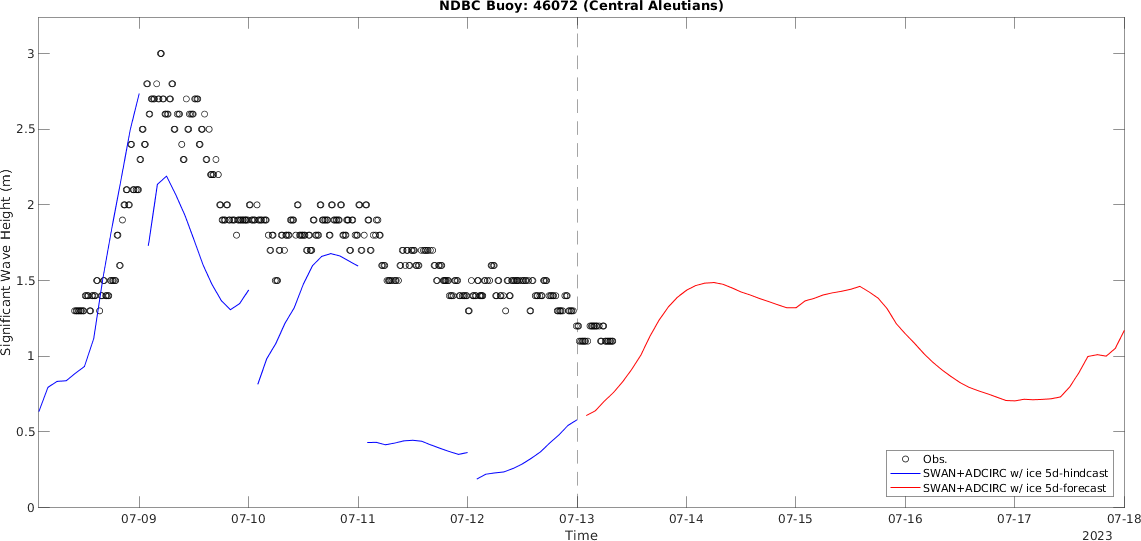 NDBC Buoy: 46072 (Central Aleutians)
Significant Wave Height (m)
3
2.5
2
1.5
1
0.5
0
Obs.
SWAN+ADCIRC w/ ice 5d-hindcast
SWAN+ADCIRC w/ ice 5d-forecast
07-09 07-10 07-11 07-12 07-13 07-14 07-15 07-16 07-17 07-18
Time
2023